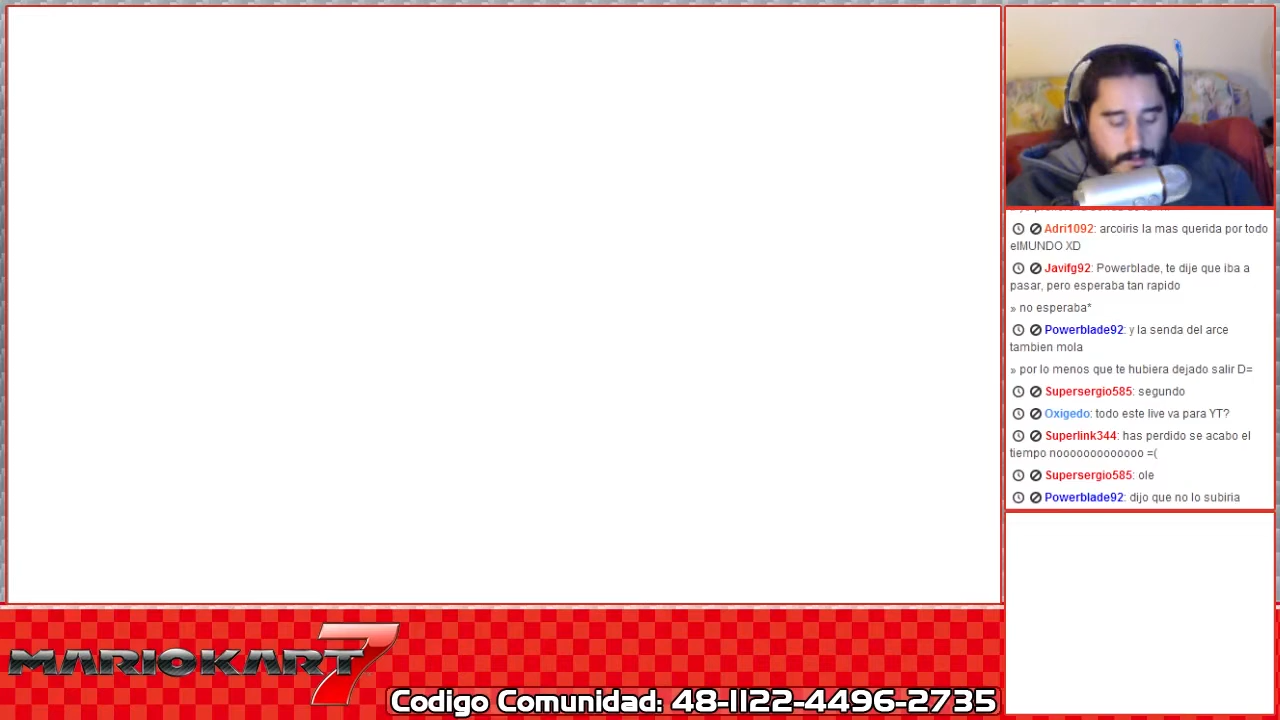 Adri1092: arcoiris la mas querida por todo
elMUNDO XD
Javifg92: Powerblade, te dije que iba a
pasar, pero esperaba tan rapido
» no esperaba*
Powerblade92: y la senda del arce
tambien mola
» por lo menos que te hubiera dejado salir D=
Supersergio585: segundo
Oxigedo: todo este live va para YT?
Superlink344: has perdido se acabo el
tiempo nooooooooooooo =(
Supersergio585: ole
Powerblade92: dijo que no lo subiria
MARIOKART 7
Codigo Comunidad: 48-1122-4496-2735